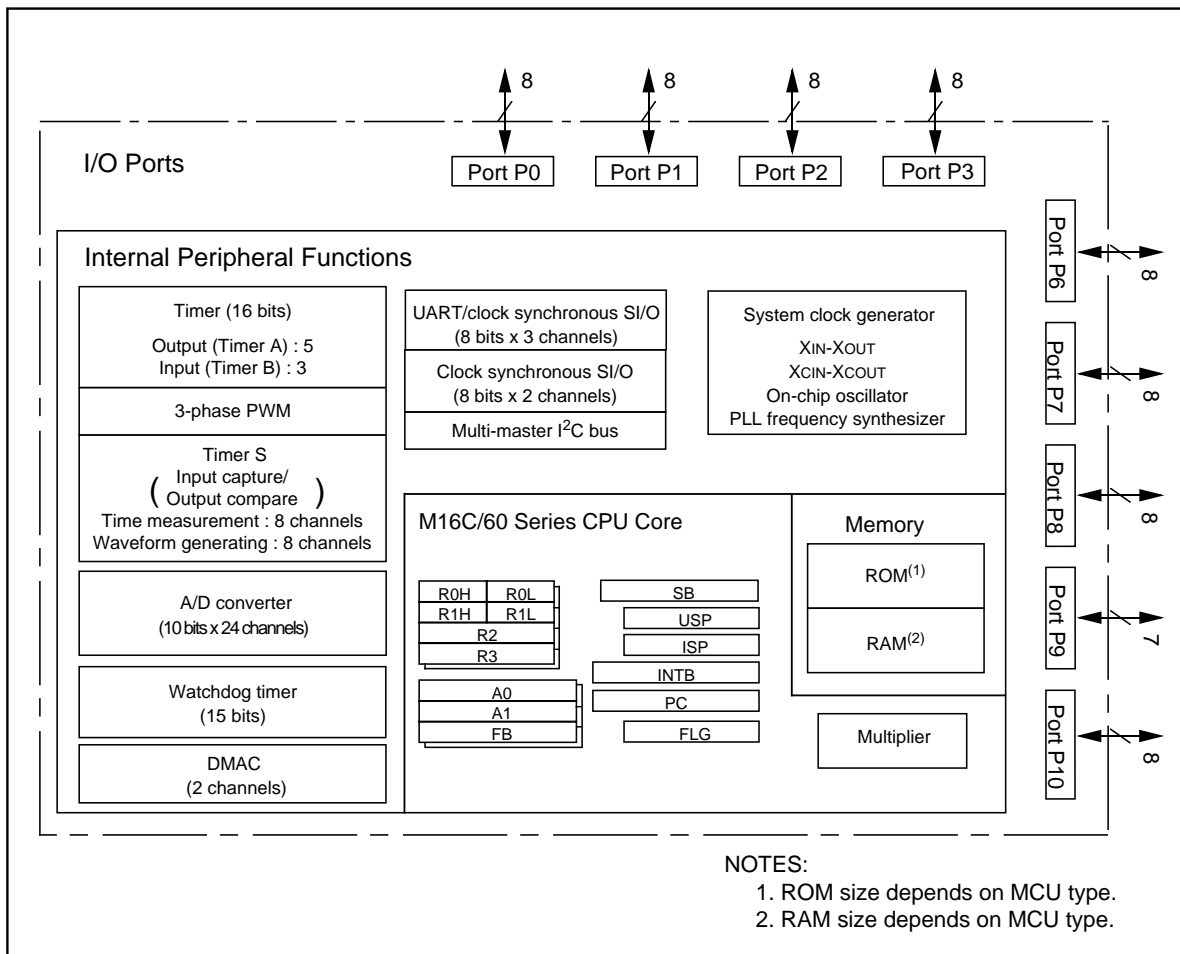 8
8
8
8
I/O Ports
Port P0
Port P1
Port P2
Port P3
Port P6
8
Port P7
8
Port P8
8
Port P9
7
Port P10
8
Internal Peripheral Functions
Timer (16 bits)
Output (Timer A) : 5
Input (Timer B) : 3
3-phase PWM
Timer S
( Input capture/
Output compare )
Time measurement : 8 channels
Waveform generating : 8 channels
A/D converter
(10 bits x 24 channels)
Watchdog timer
(15 bits)
DMAC
(2 channels)
UART/clock synchronous SI/O
(8 bits x 3 channels)
Clock synchronous SI/O
(8 bits x 2 channels)
Multi-master I²C bus
System clock generator
XIN-XOUT
XCIN-XCOUT
On-chip oscillator
PLL frequency synthesizer
M16C/60 Series CPU Core
R0H
R0L
R1H
R1L
R2
R3
A0
A1
FB
SB
USP
ISP
INTB
PC
FLG
Memory
ROM(1)
RAM(2)
Multiplier
NOTES:
1. ROM size depends on MCU type.
2. RAM size depends on MCU type.